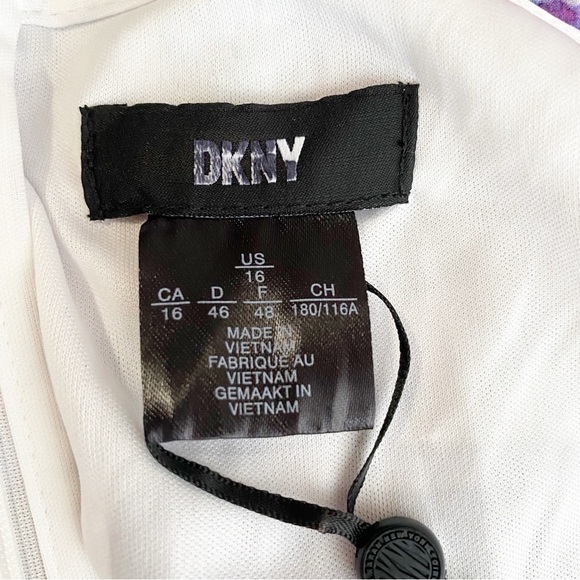 DKNY
US
16
CA D F CH
16 46 48 180/116A
MADE IN
VIETNAM
FABRIQUE AU
VIETNAM
GEMAAKT IN
VIETNAM